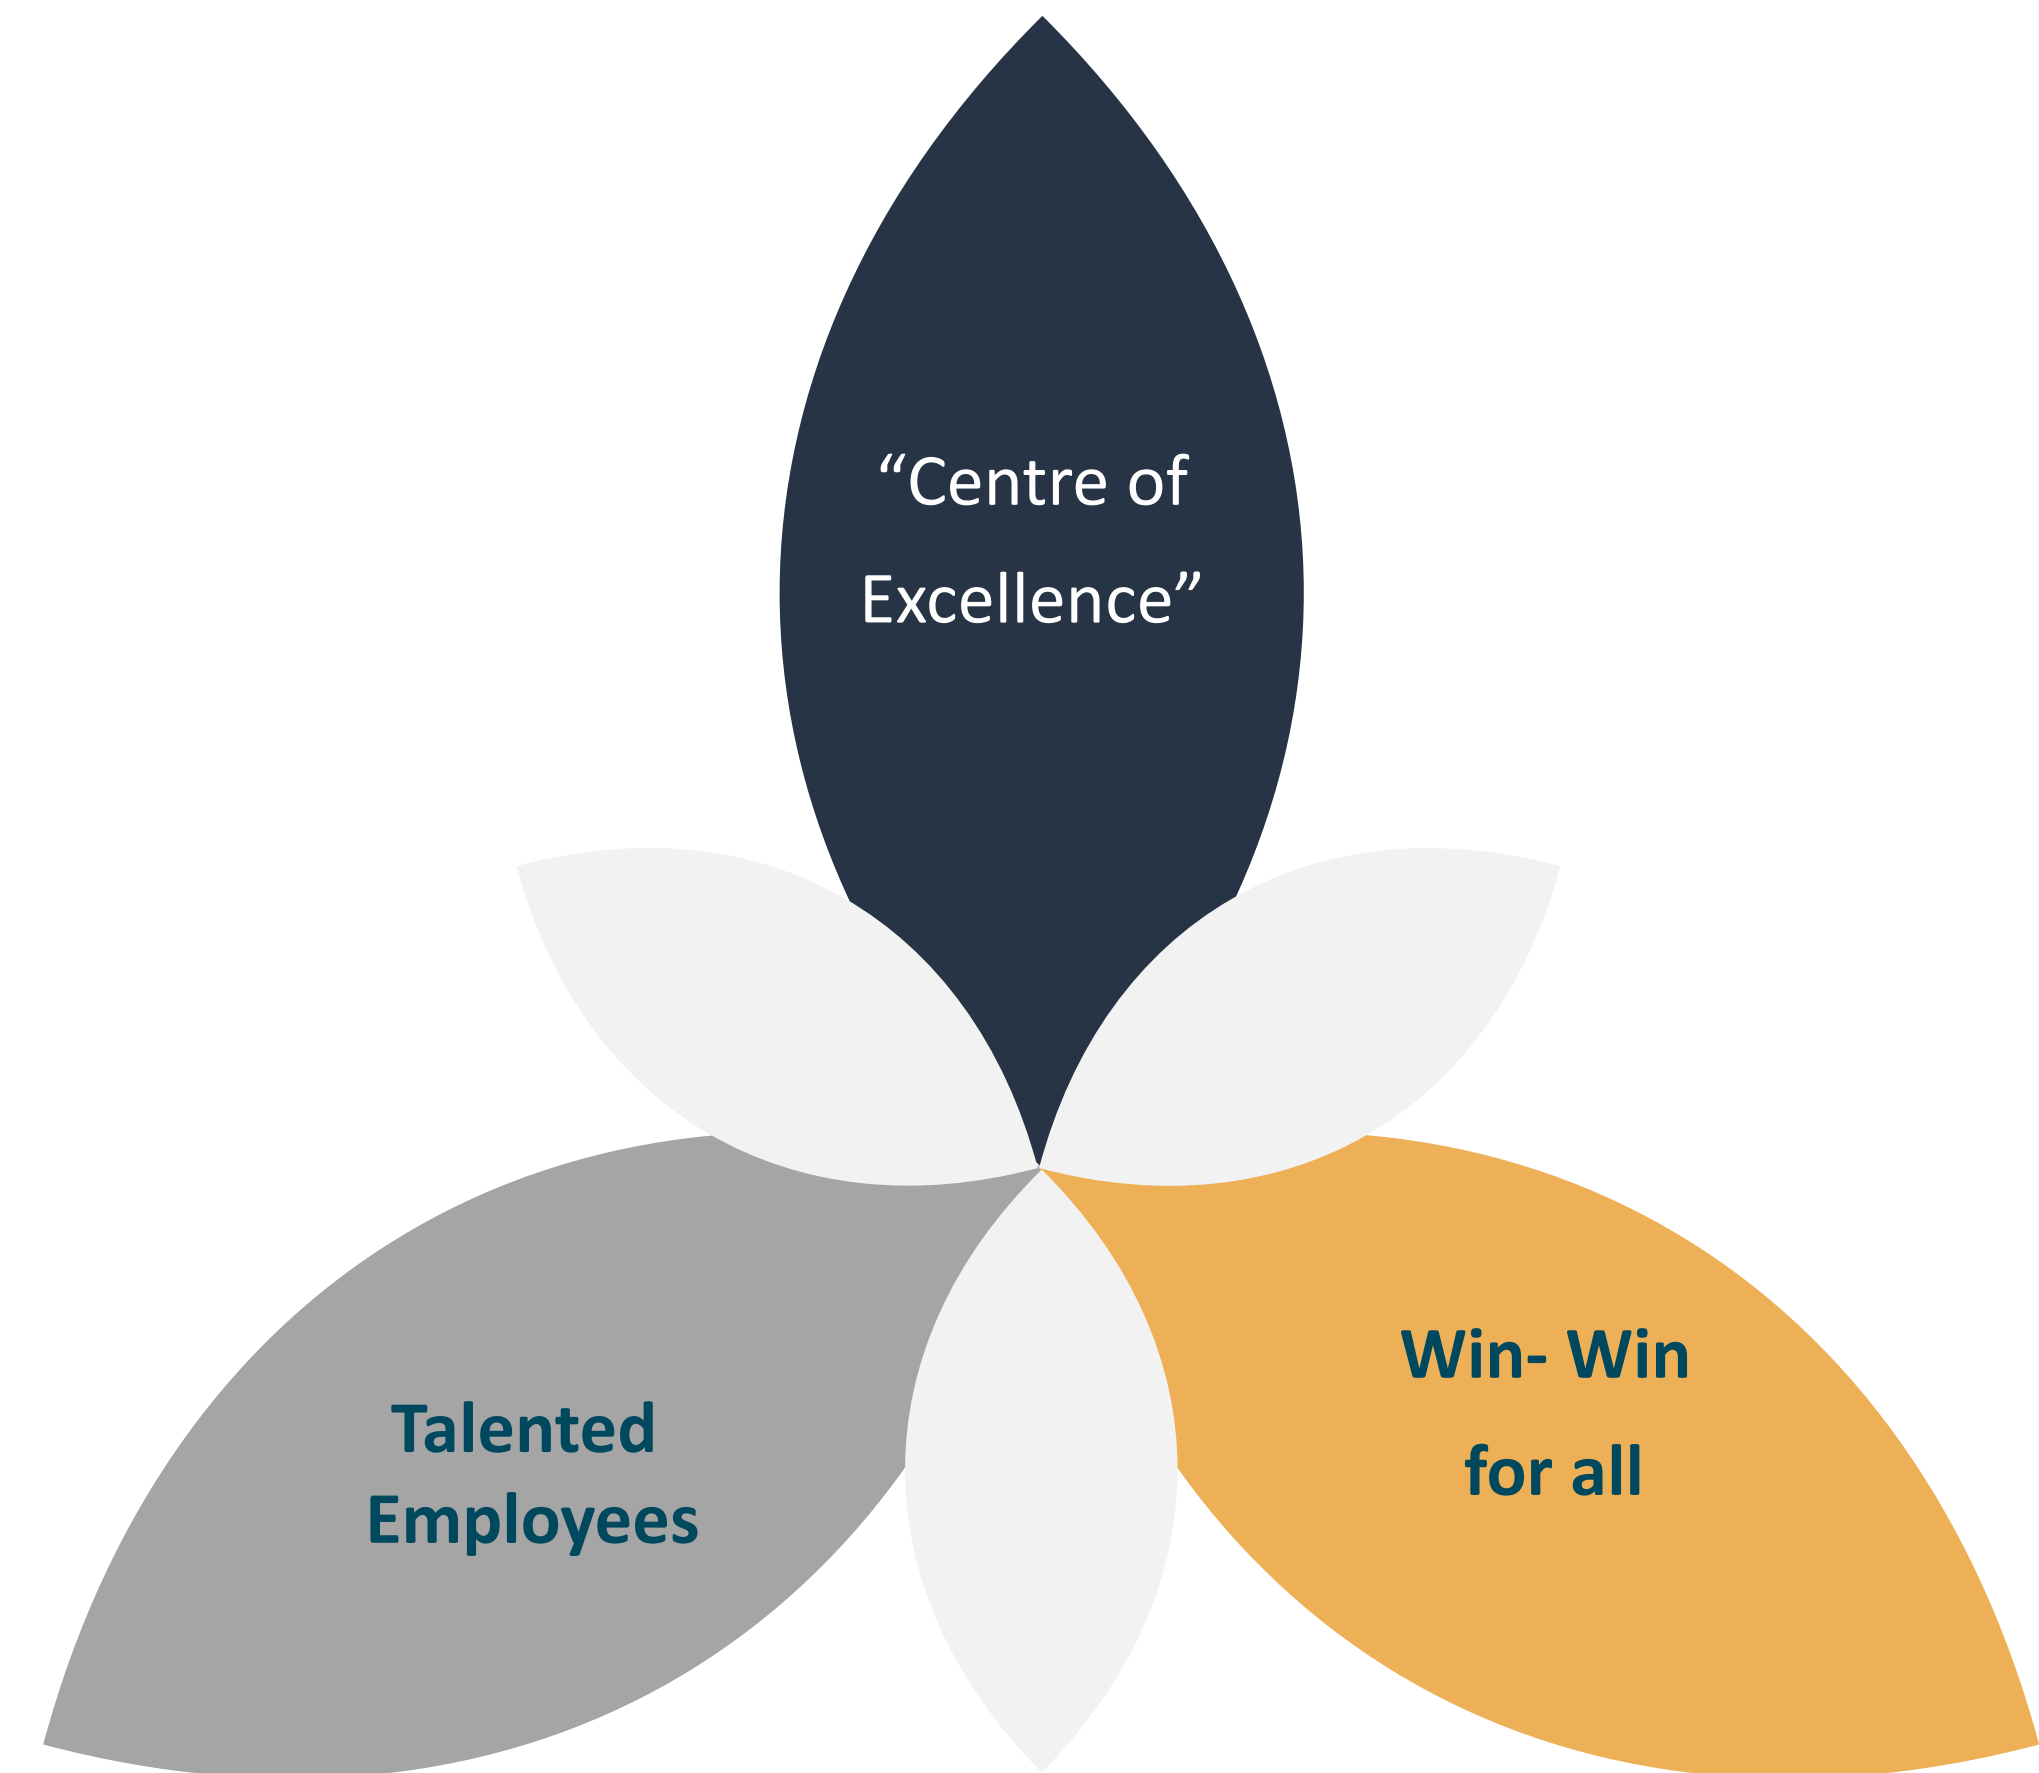 “Centre of
Excellence”
Talented
Employees
Win- Win
for all